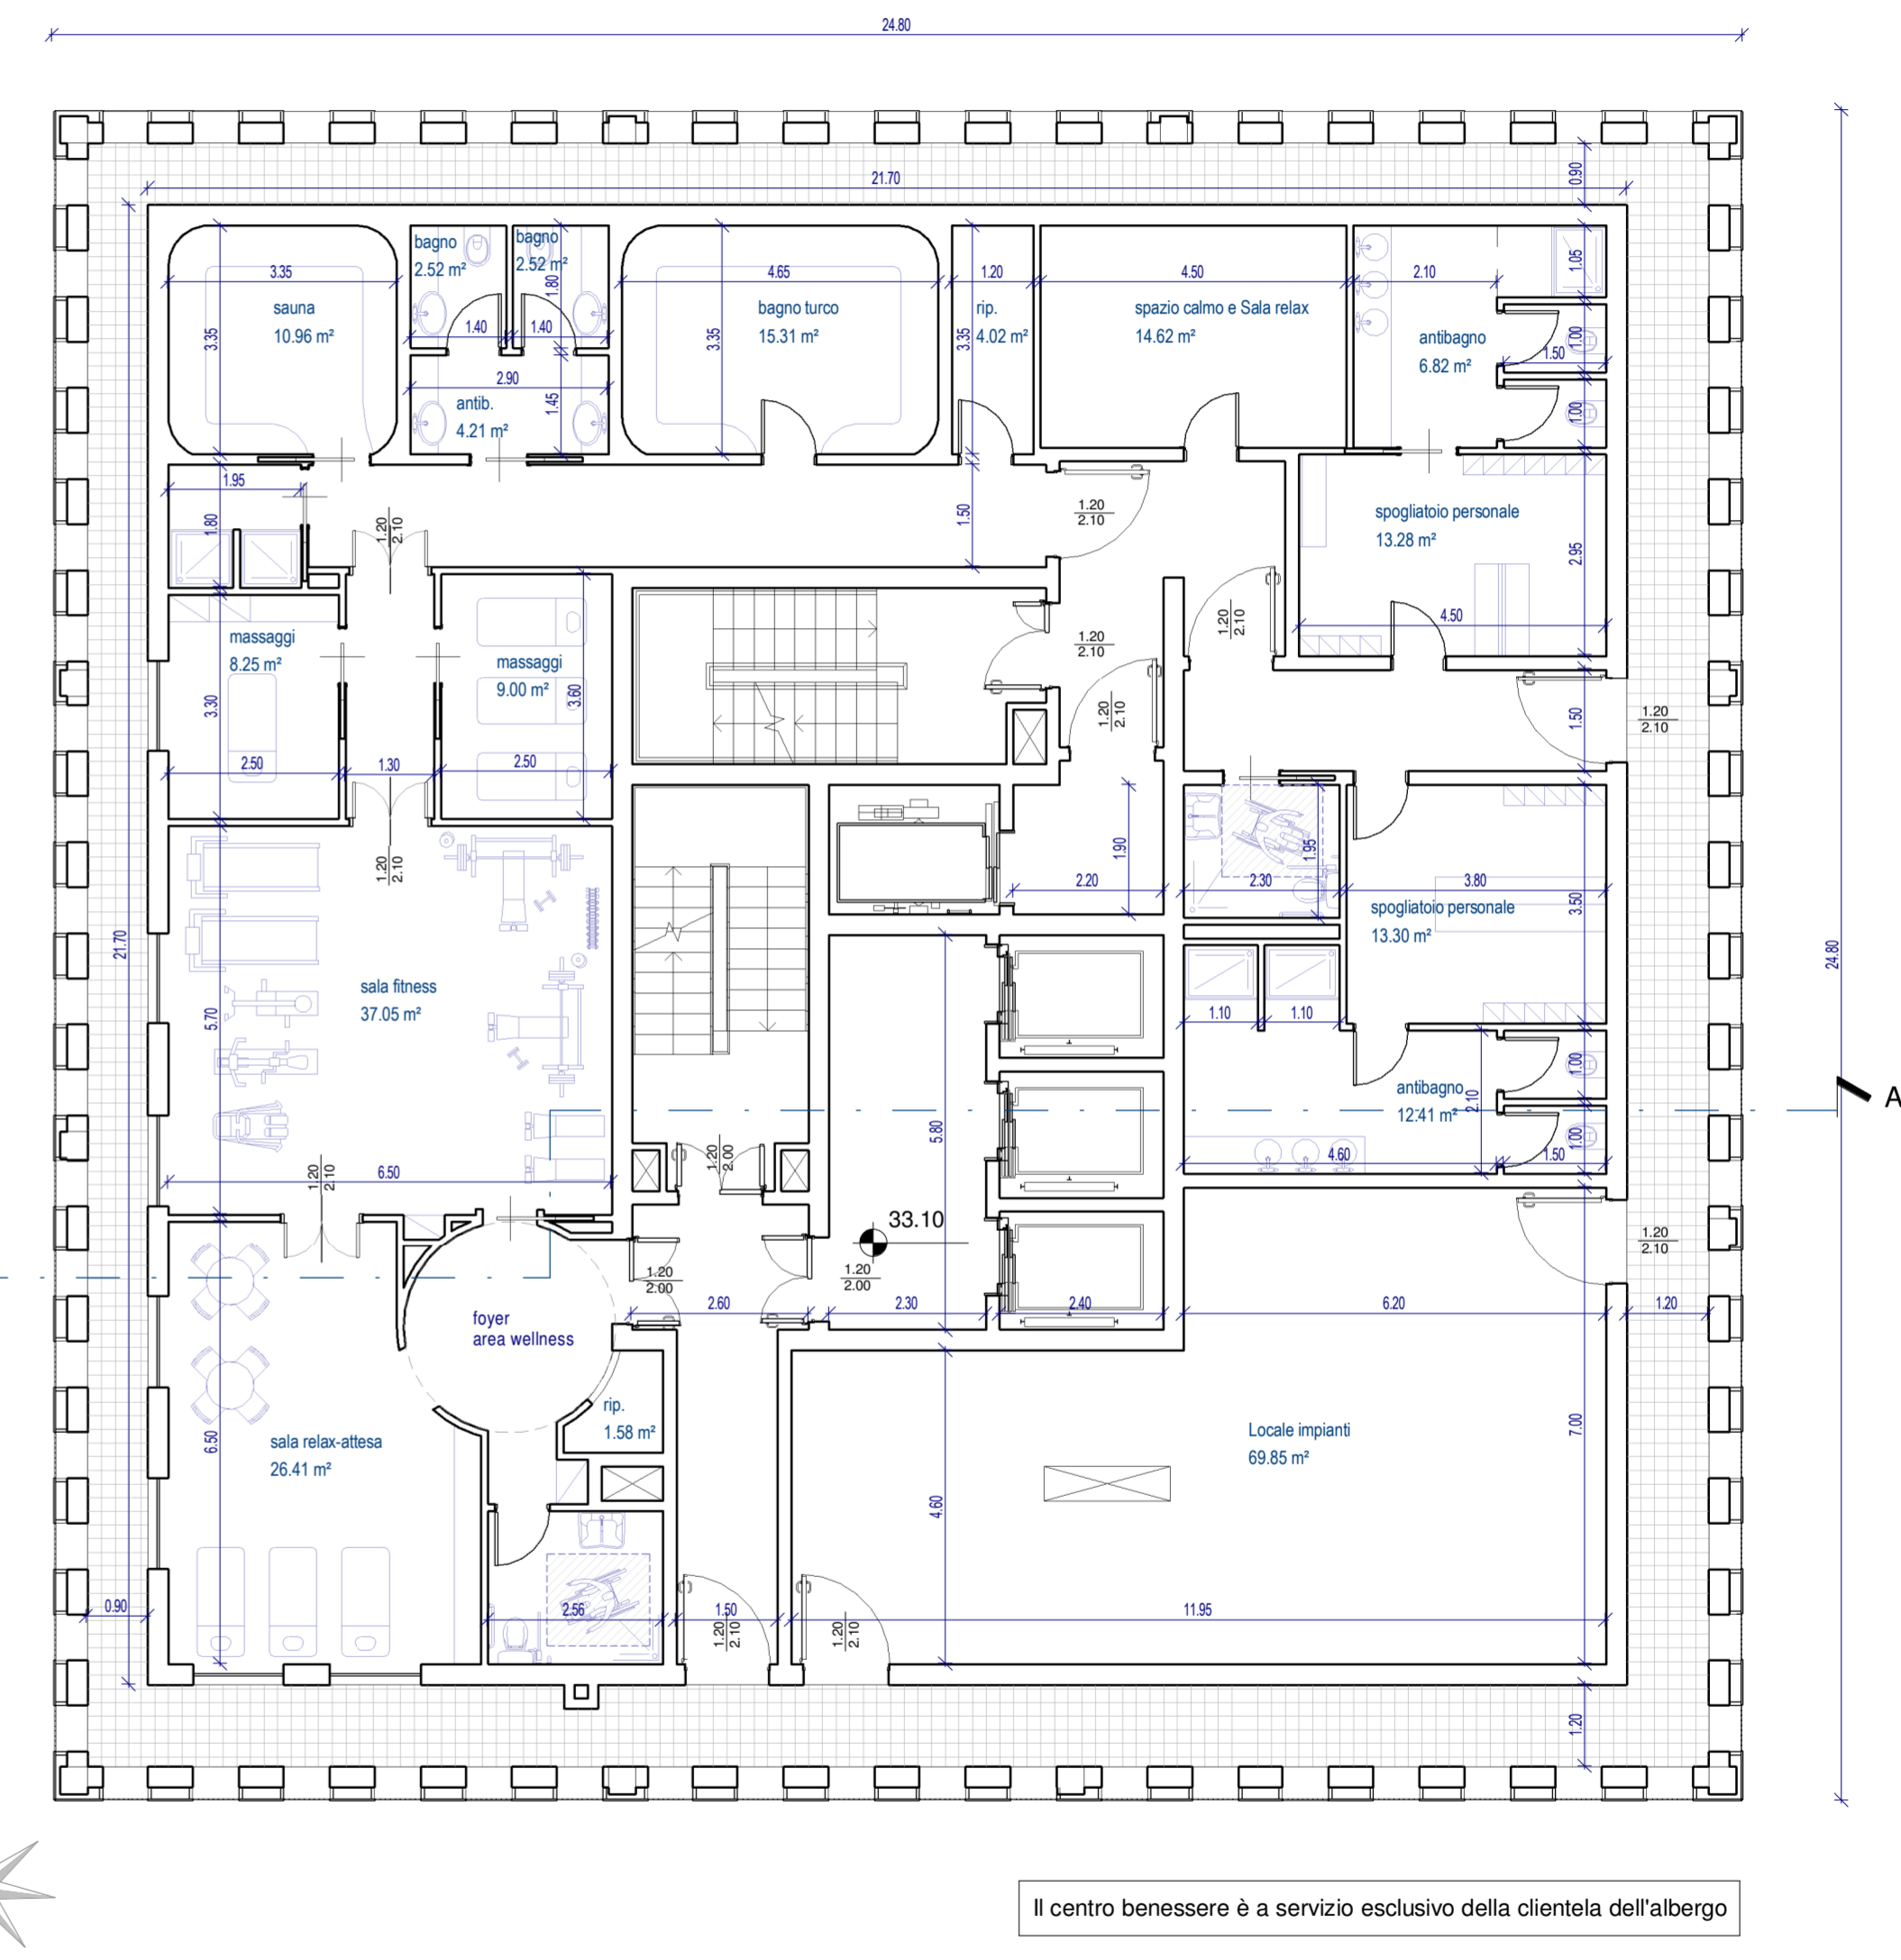 24.80
0.90
21.70
bagno
2.52 m²
bagno
2.52 m²
1.80
1.05
3.35
4.65
1.20
4.50
2.10
sauna
10.96 m²
bagno turco
15.31 m²
rip.
4.02 m²
spazio calmo e Sala relax
14.62 m²
antibagno
6.82 m²
3.35
1.40
1.40
3.35
3.35
1.00
1.50
2.90
antib.
4.21 m²
1.45
1.00
1.95
1.80
1.20
2.10
1.50
1.20
2.10
spogliatoio personale
13.28 m²
2.95
massaggi
8.25 m²
massaggi
9.00 m²
1.20
2.10
1.20
2.10
4.50
3.30
3.60
1.20
2.10
1.50
1.20
2.10
2.50
1.30
2.50
1.20
2.10
1.90
1.95
2.20
2.30
3.80
3.50
spogliatoio personale
13.30 m²
21.70
24.80
sala fitness
37.05 m²
5.70
1.10
1.10
1.00
antibagno
12.41 m²
2.10
A
5.80
1.00
1.20
2.00
4.60
1.50
1.20
2.10
6.50
33.10
1.20
2.10
1.20
2.00
1.20
2.00
2.60
2.30
2.40
6.20
1.20
foyer
area wellness
rip.
1.58 m²
sala relax-attesa
26.41 m²
6.50
Locale impianti
69.85 m²
7.00
4.60
0.90
2.56
1.50
1.20
2.10
1.20
2.10
11.95
1.20
Il centro benessere è a servizio esclusivo della clientela dell'albergo